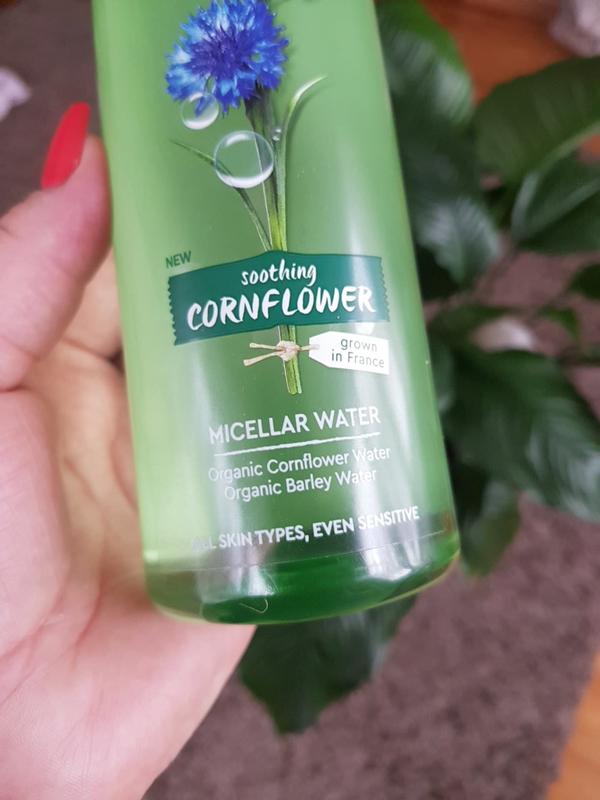 NEW
soothing
CORNFLOWER
grown
in France
MICELLAR WATER
Organic Cornflower Water
Organic Barley Water
ALL SKIN TYPES, EVEN SENSITIVE